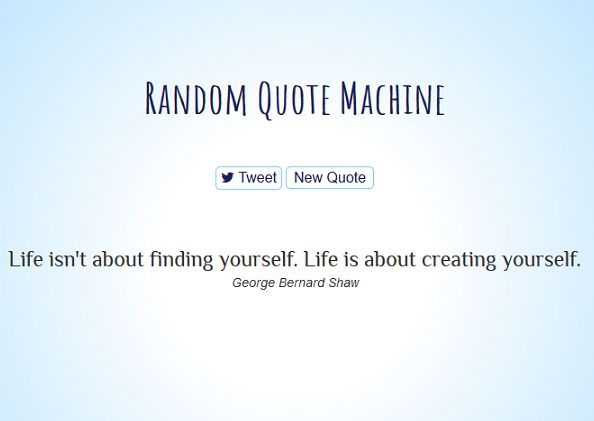 Random Quote Machine
Tweet
New Quote
Life isn't about finding yourself. Life is about creating yourself.
George Bernard Shaw